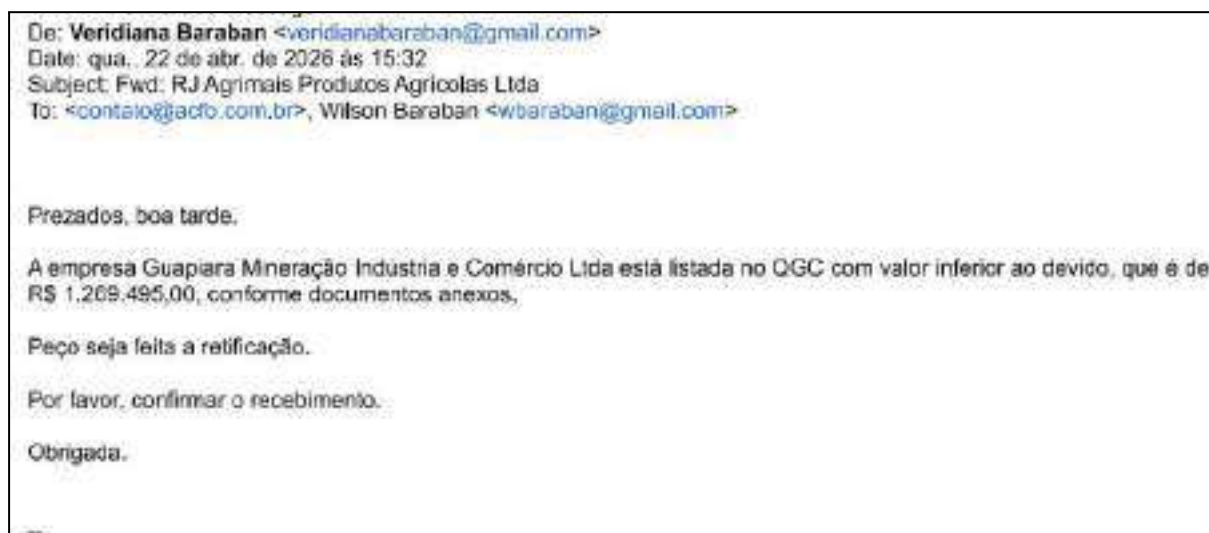 De: Veridiana Baraban <veridianabaraban@gmail.com>
Date: qua., 22 de abr. de 2026 às 15:32
Subject: Fwd: RJ Agrimais Produtos Agricolas Ltda
To: <contato@acfb.com.br>, Wilson Baraban <wbaraban@gmail.com>
Prezados, boa tarde.
A empresa Guapiara Mineração Industria e Comércio Ltda está listada no QGC com valor inferior ao devido, que é de
R$ 1.269.495,00, conforme documentos anexos.
Peço seja feita a retificação.
Por favor, confirmar o recebimento.
Obrigada.